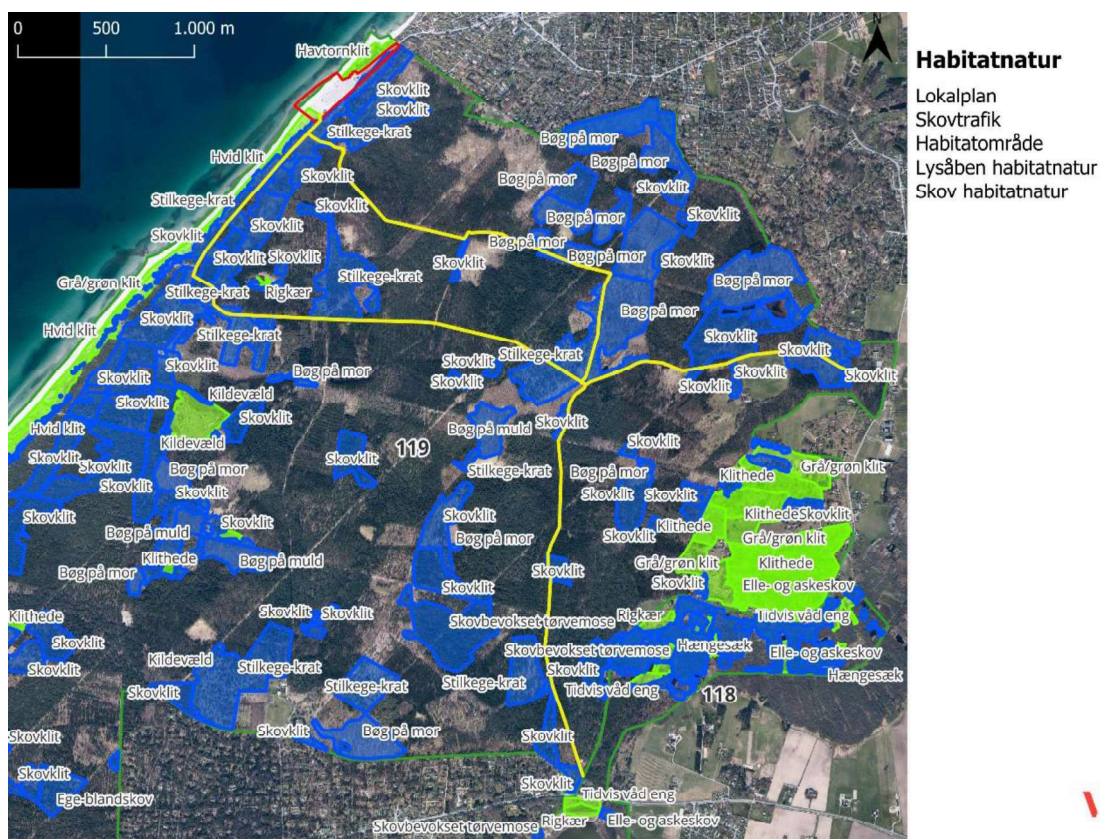 0 500 1.000 m
N
Habitatnatur
Lokalplan
Skovtrafik
Habitatområde
Lysåben habitatnatur
Skov habitatnatur
Havtornklit
Skovklit
Skovklit
Stilkege-krat
Bøg på mor
Hvid klit
Bøg på mor
Skovklit
Bøg på mor
Skovklit
Stilkege-krat
Skovklit
Skovklit
Bøg på mor
Skovklit
Skovklit
Bøg på mor
Skovklit
Skovklit
Skovklit
Bøg på mor
Skovklit
Grå/grøn klit
Stilkege-krat
Stilkege-krat
Rigkær
Bøg på mor
Hvid klit
Skovklit
Bøg på mor
Stilkege-krat
Skovklit
Skovklit
Stilkege-krat
Skovklit
Skovklit
Bøg på mor
Skovklit
Skovklit
Skovklit
Skovklit
Skovklit
Kildevæld
Skovklit
Skovklit
Hvid klit
Kildevæld
Bøg på muld
Skovklit
119
Skovklit
Skovklit
Skovklit
Bøg på mor
Stilkege-krat
Bøg på mor
Klithede
Grå/grøn klit
Skovklit
Skovklit
Skovklit
Skovklit
Klithede
Skovklit
Skovklit
Bøg på muld
Bøg på mor
Skovklit
Klithede
Grå/grøn klit
Klithede
Bøg på muld
Grå/grøn klit
Klithede
Bøg på mor
Skovklit
Skovklit
Skovklit
Elle- og askeskov
Klithede
Skovklit
Skovklit
Skovbevokset tørvemose
Rigkær
Tidvis våd eng
Skovklit
Kildevæld
Skovbevokset tørvemose
Hængesæk
Elle- og askeskov
Skovklit
Stilkege-krat
Skovklit
Hængesæk
Skovklit
Stilkege-krat
Stilkege-krat
Tidvis våd eng
118
Skovklit
Bøg på mor
Skovklit
Skovklit
Skovklit
Skovklit
Tidvis våd eng
Ege-blandskov
Skovbevokset tørvemose
Rigkær
Elle- og askeskov